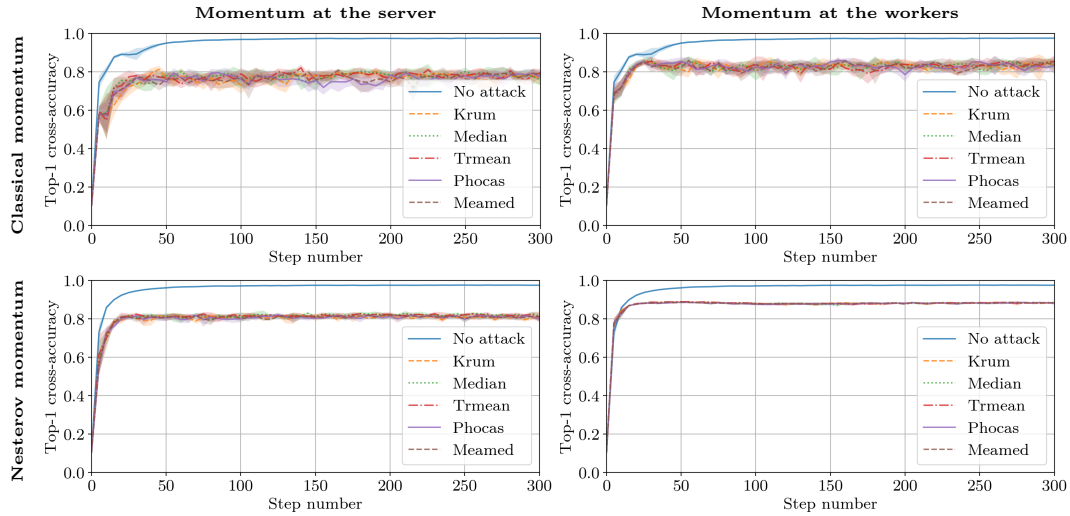 Momentum at the server
Momentum at the workers
Classical momentum
Top-1 cross-accuracy
1.0
0.8
0.6
0.4
0.2
0.0
No attack
Krum
Median
Trmean
Phocas
Meamed
0 50 100 150 200 250 300
Step number
Top-1 cross-accuracy
1.0
0.8
0.6
0.4
0.2
0.0
No attack
Krum
Median
Trmean
Phocas
Meamed
0 50 100 150 200 250 300
Step number
Nesterov momentum
Top-1 cross-accuracy
1.0
0.8
0.6
0.4
0.2
0.0
No attack
Krum
Median
Trmean
Phocas
Meamed
0 50 100 150 200 250 300
Step number
Top-1 cross-accuracy
1.0
0.8
0.6
0.4
0.2
0.0
No attack
Krum
Median
Trmean
Phocas
Meamed
0 50 100 150 200 250 300
Step number